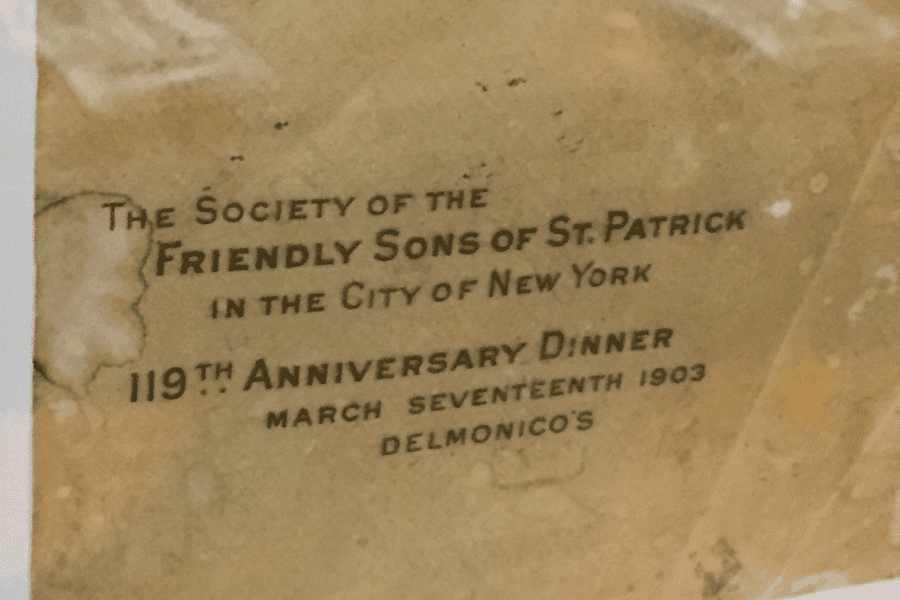 THE SOCIETY OF THE
FRIENDLY SONS OF ST. PATRICK
IN THE CITY OF NEW YORK
119TH ANNIVERSARY DINNER
MARCH SEVENTEENTH 1903
DELMONICO'S